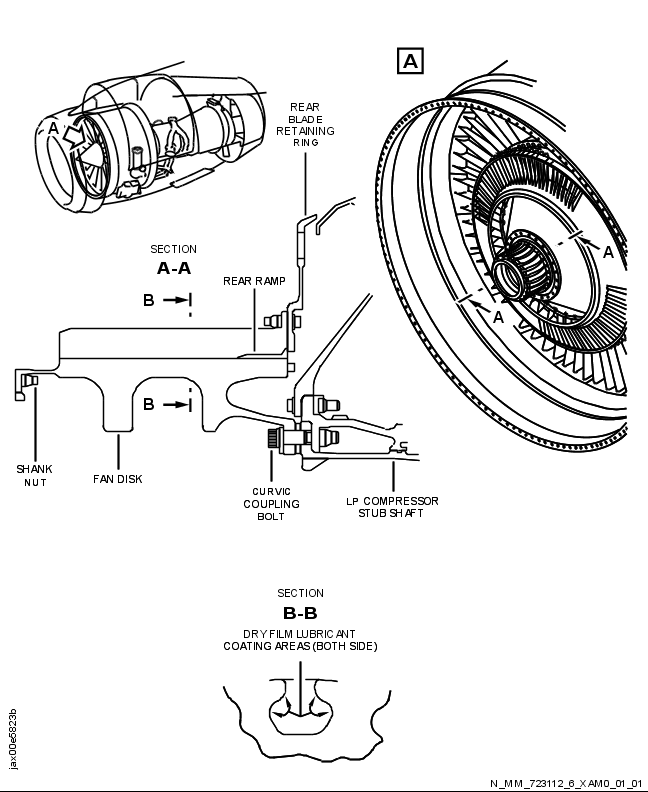 A
A
REAR
BLADE
RETAINING
RING
SECTION
A-A
B
REAR RAMP
A
A
B
SHANK
NUT
FAN DISK
CURVIC
COUPLING
BOLT
LP COMPRESSOR
STUB SHAFT
SECTION
B-B
DRY FILM LUBRICANT
COATING AREAS (BOTH SIDE)
jax00e5823b
N_MM_723112_6_XAM0_01_01